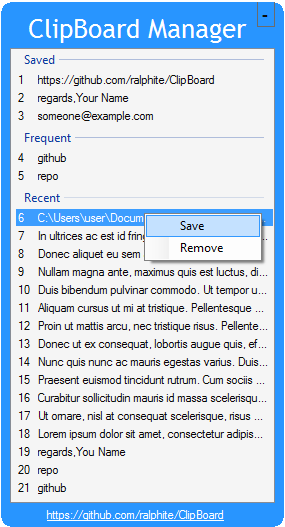 ClipBoard Manager
-
Saved
1 https://github.com/ralphite/ClipBoard
2 regards,Your Name
3 someone@example.com
Frequent
4 github
5 repo
Recent
6 C:\Users\user\Docum
Save
7 In ultrices ac est id fring
8 Donec aliquet eu sem
Remove
9 Nullam magna ante, maximus quis est luctus, di...
10 Duis bibendum pulvinar commodo. Ut tempor u...
11 Aliquam cursus ut mi at tristique. Pellentesque ...
12 Proin ut mattis arcu, nec tristique risus. Pellente...
13 Donec ut ex consequat, lobortis augue quis, ef...
14 Nunc quis nunc ac mauris egestas varius. Dui...
15 Praesent euismod tincidunt rutrum. Cum sociis ...
16 Curabitur sollicitudin mauris id massa scelerisqu...
17 Ut ornare, nisl at consequat scelerisque, risus ...
18 Lorem ipsum dolor sit amet, consectetur adipis...
19 regards,You Name
20 repo
21 github
https://github.com/ralphite/ClipBoard